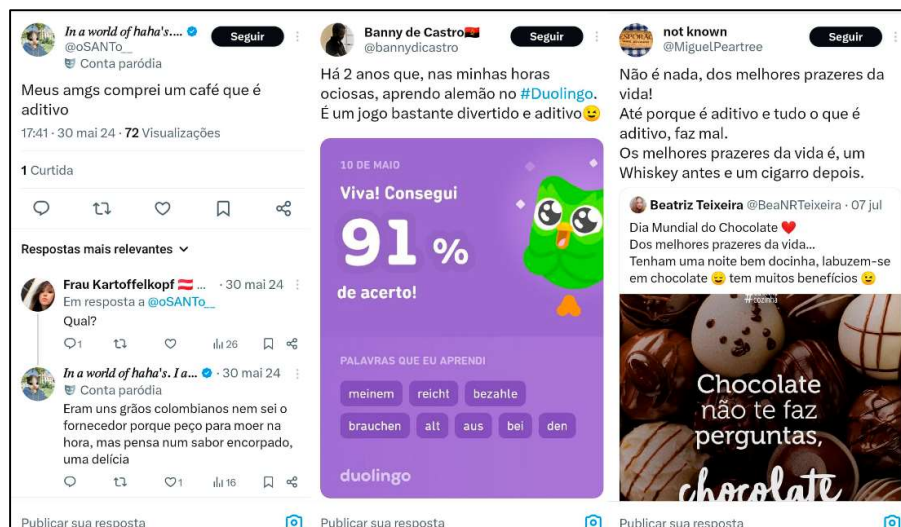 In a world of haha's....
Seguir
@oSANTo__
Conta paródia
Meus amgs comprei um café que é
aditivo
17:41 · 30 mai 24 · 72 Visualizações
1 Curtida
Respostas mais relevantes
Frau Kartoffelkopf ... · 30 mai 24
Em resposta a @oSANTo__
Qual?
1 26
In a world of haha's. I a... · 30 mai 24
Conta paródia
Eram uns grãos colombianos nem sei o
fornecedor porque peço para moer na
hora, mas pensa num sabor encorpado,
uma delícia
1 16
Publicar sua resposta
Banny de Castro
Seguir
@bannydicastro
Há 2 anos que, nas minhas horas
ociosas, aprendo alemão no #Duolingo.
É um jogo bastante divertido e aditivo
10 DE MAIO
Viva! Consegui
91 %
de acerto!
PALAVRAS QUE EU APRENDI
meinem reicht bezahle
brauchen alt aus bei den
duolingo
Publicar sua resposta
ESPORÃO
not known
Seguir
@MiguelPeartree
Não é nada, dos melhores prazeres da
vida!
Até porque é aditivo e tudo o que é
aditivo, faz mal.
Os melhores prazeres da vida é, um
Whiskey antes e um cigarro depois.
Beatriz Teixeira @BeaNRTeixeira · 07 jul
Dia Mundial do Chocolate
Dos melhores prazeres da vida...
Tenham uma noite bem docinha, labuzem-se
em chocolate tem muitos benefícios
#
cozinha
Chocolate
não te faz
perguntas,
chocolate
Publicar sua resposta